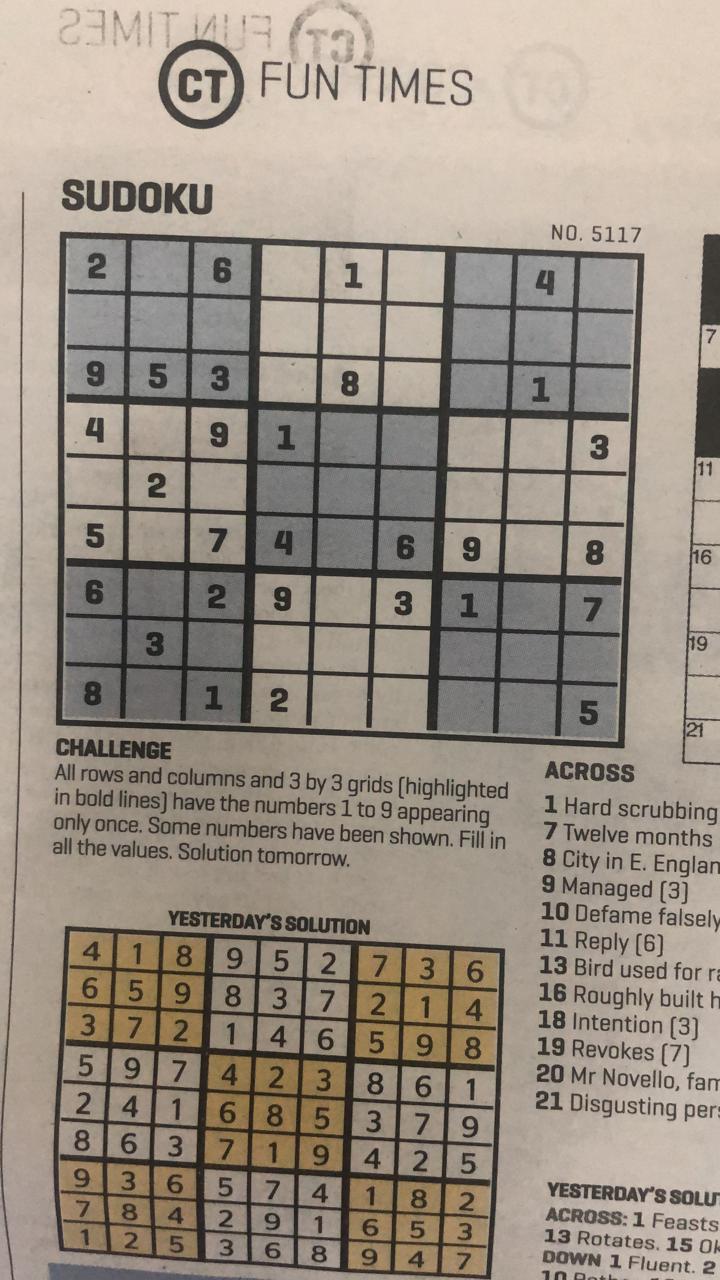 FUN TIMES CT
CT FUN TIMES
SUDOKU
NO. 5117
2 6 1 4
9 5 3 8 1
4 9 1 3
2
5 7 4 6 9 8
6 2 9 3 1 7
3
8 1 2 5
CHALLENGE
All rows and columns and 3 by 3 grids (highlighted
in bold lines) have the numbers 1 to 9 appearing
only once. Some numbers have been shown. Fill in
all the values. Solution tomorrow.
YESTERDAY'S SOLUTION
4 1 8 9 5 2 7 3 6
6 5 9 8 3 7 2 1 4
3 7 2 1 4 6 5 9 8
5 9 7 4 2 3 8 6 1
2 4 1 6 8 5 3 7 9
8 6 3 7 1 9 4 2 5
9 3 6 5 7 4 1 8 2
7 8 4 2 9 1 6 5 3
1 2 5 3 6 8 9 4 7
7
11
16
19
21
ACROSS
1 Hard scrubbing
7 Twelve months
8 City in E. Englan
9 Managed (3)
10 Defame falsely
11 Reply (6)
13 Bird used for ra
16 Roughly built h
18 Intention (3)
19 Revokes (7)
20 Mr Novello, fam
21 Disgusting pers
YESTERDAY'S SOLUT
ACROSS: 1 Feasts
13 Rotates. 15 Ok
DOWN 1 Fluent. 2